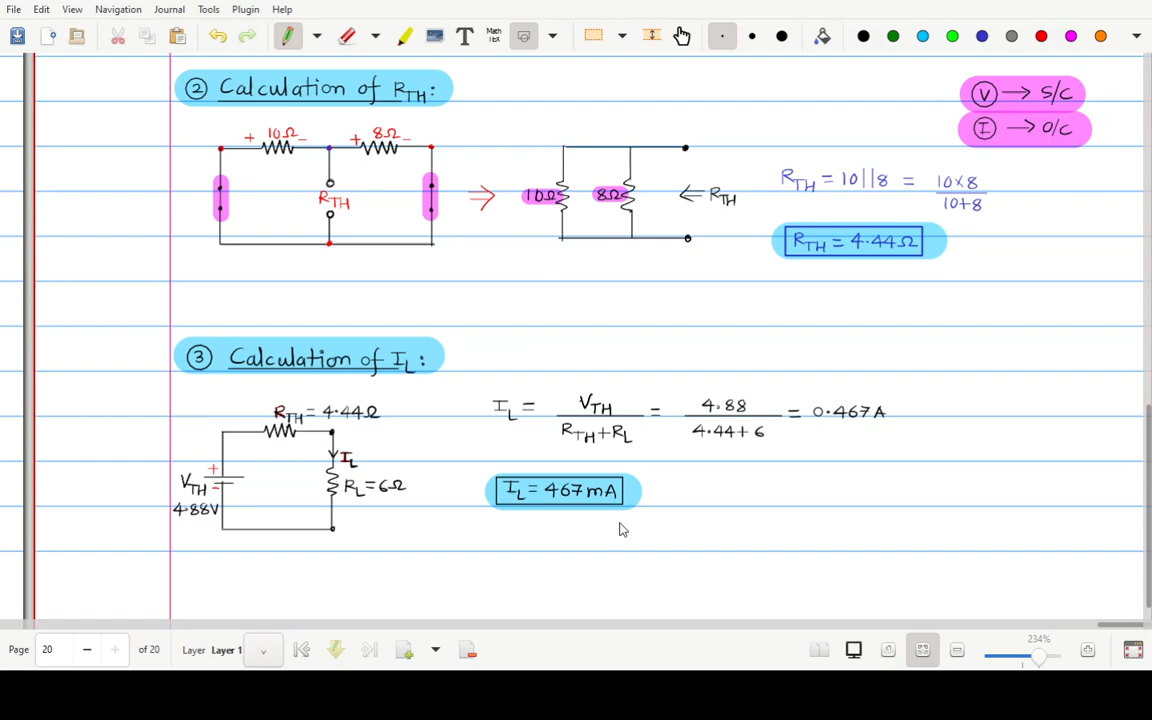 File Edit View Navigation Journal Tools Plugin Help
Math TEX
② Calculation of RTH:
V → S/C
I → O/C
+ 10Ω − + 8Ω −
RTH
10Ω 8Ω ← RTH
RTH = 10||8 = 10×8 / 10+8
RTH = 4.44Ω
③ Calculation of IL:
RTH = 4.44Ω
IL
+ VTH −
4.88V
RL = 6Ω
IL = VTH / RTH+RL = 4.88 / 4.44+6 = 0.467A
IL = 467mA
Page 20 of 20 Layer Layer 1 234%